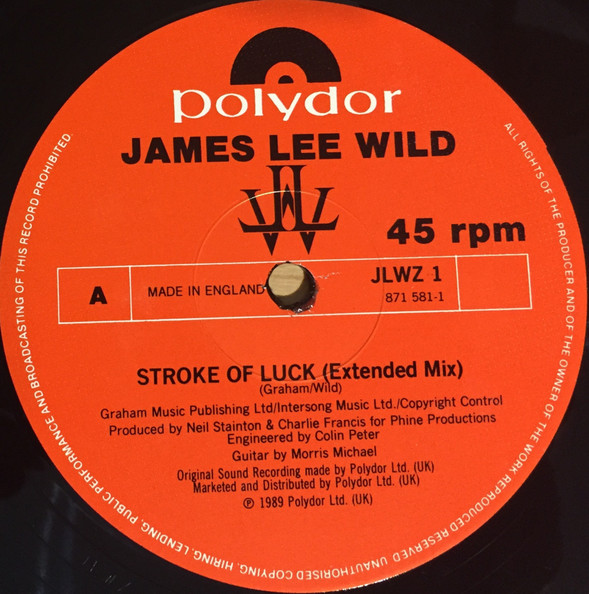 polydor
JAMES LEE WILD
JLW
45 rpm
A
MADE IN ENGLAND
JLWZ 1
871 581-1
STROKE OF LUCK (Extended Mix)
(Graham/Wild)
Graham Music Publishing Ltd/Intersong Music Ltd./Copyright Control
Produced by Neil Stainton & Charlie Francis for Phine Productions
Engineered by Colin Peter
Guitar by Morris Michael
Original Sound Recording made by Polydor Ltd. (UK)
Marketed and Distributed by Polydor Ltd. (UK)
℗ 1989 Polydor Ltd. (UK)
ALL RIGHTS OF THE PRODUCER AND OF THE OWNER OF THE WORK REPRODUCED RESERVED. UNAUTHORISED COPYING, HIRING, LENDING, PUBLIC PERFORMANCE AND BROADCASTING OF THIS RECORD PROHIBITED.